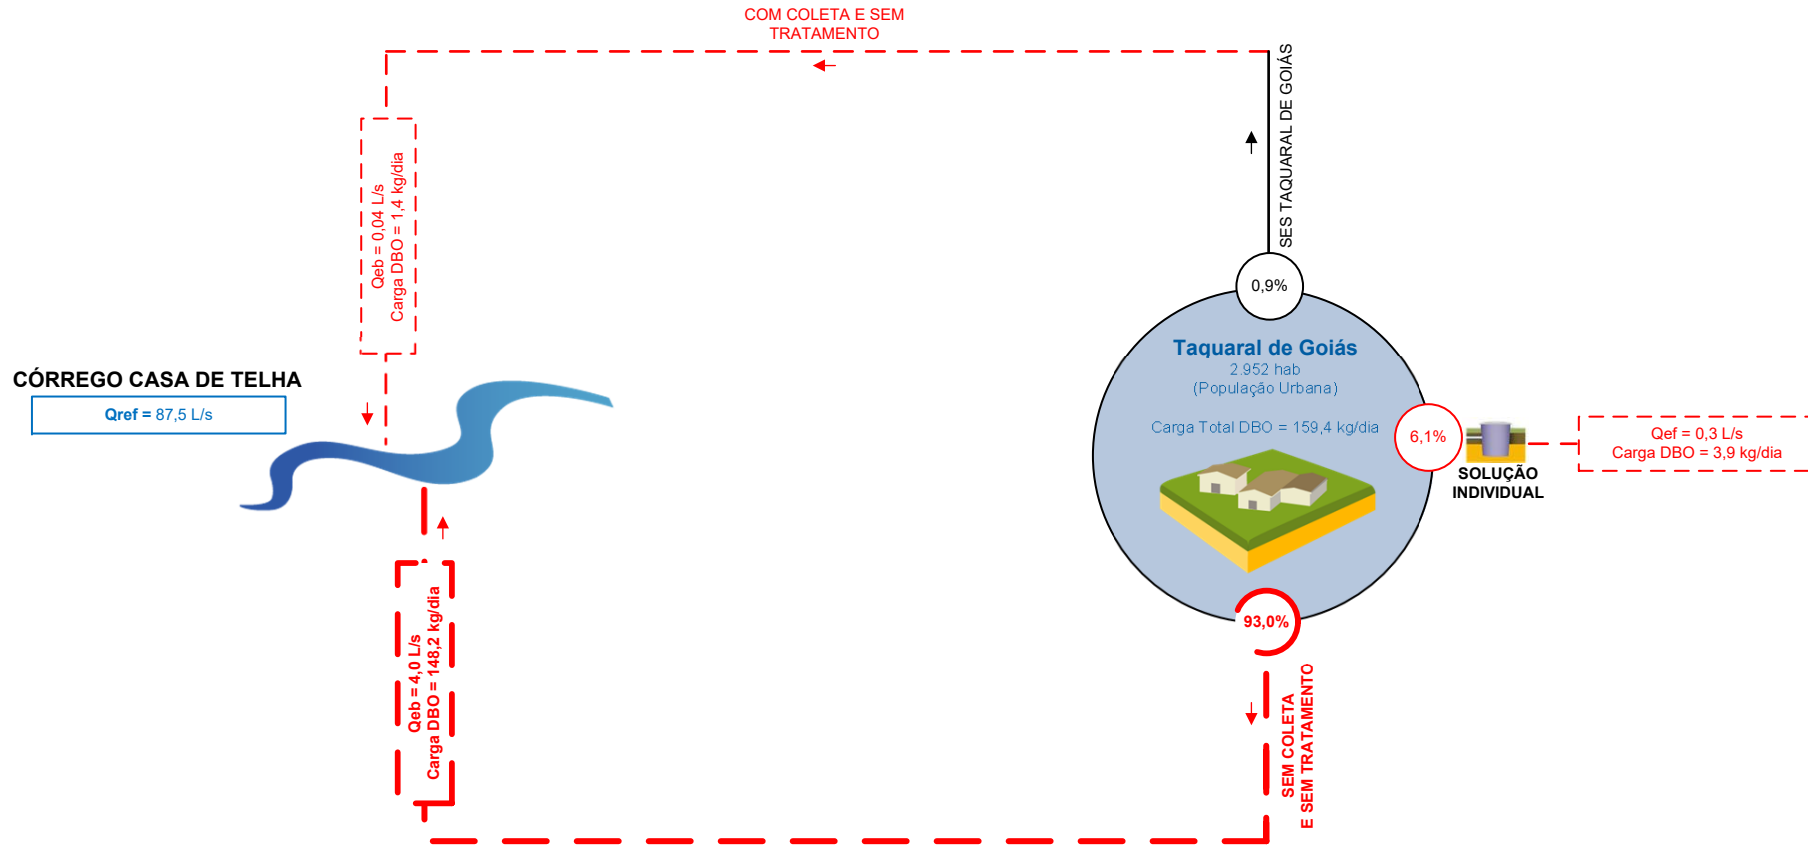 COM COLETA E SEM
TRATAMENTO
SES TAQUARAL DE GOIÁS
Qeb = 0,04 L/s
Carga DBO = 1,4 kg/dia
0,9%
CÓRREGO CASA DE TELHA
Qref = 87,5 L/s
Taquaral de Goiás
2.952 hab
(População Urbana)
Carga Total DBO = 159,4 kg/dia
6,1%
SOLUÇÃO
INDIVIDUAL
Qef = 0,3 L/s
Carga DBO = 3,9 kg/dia
93,0%
Qeb = 4,0 L/s
Carga DBO = 148,2 kg/dia
SEM COLETA
E SEM TRATAMENTO